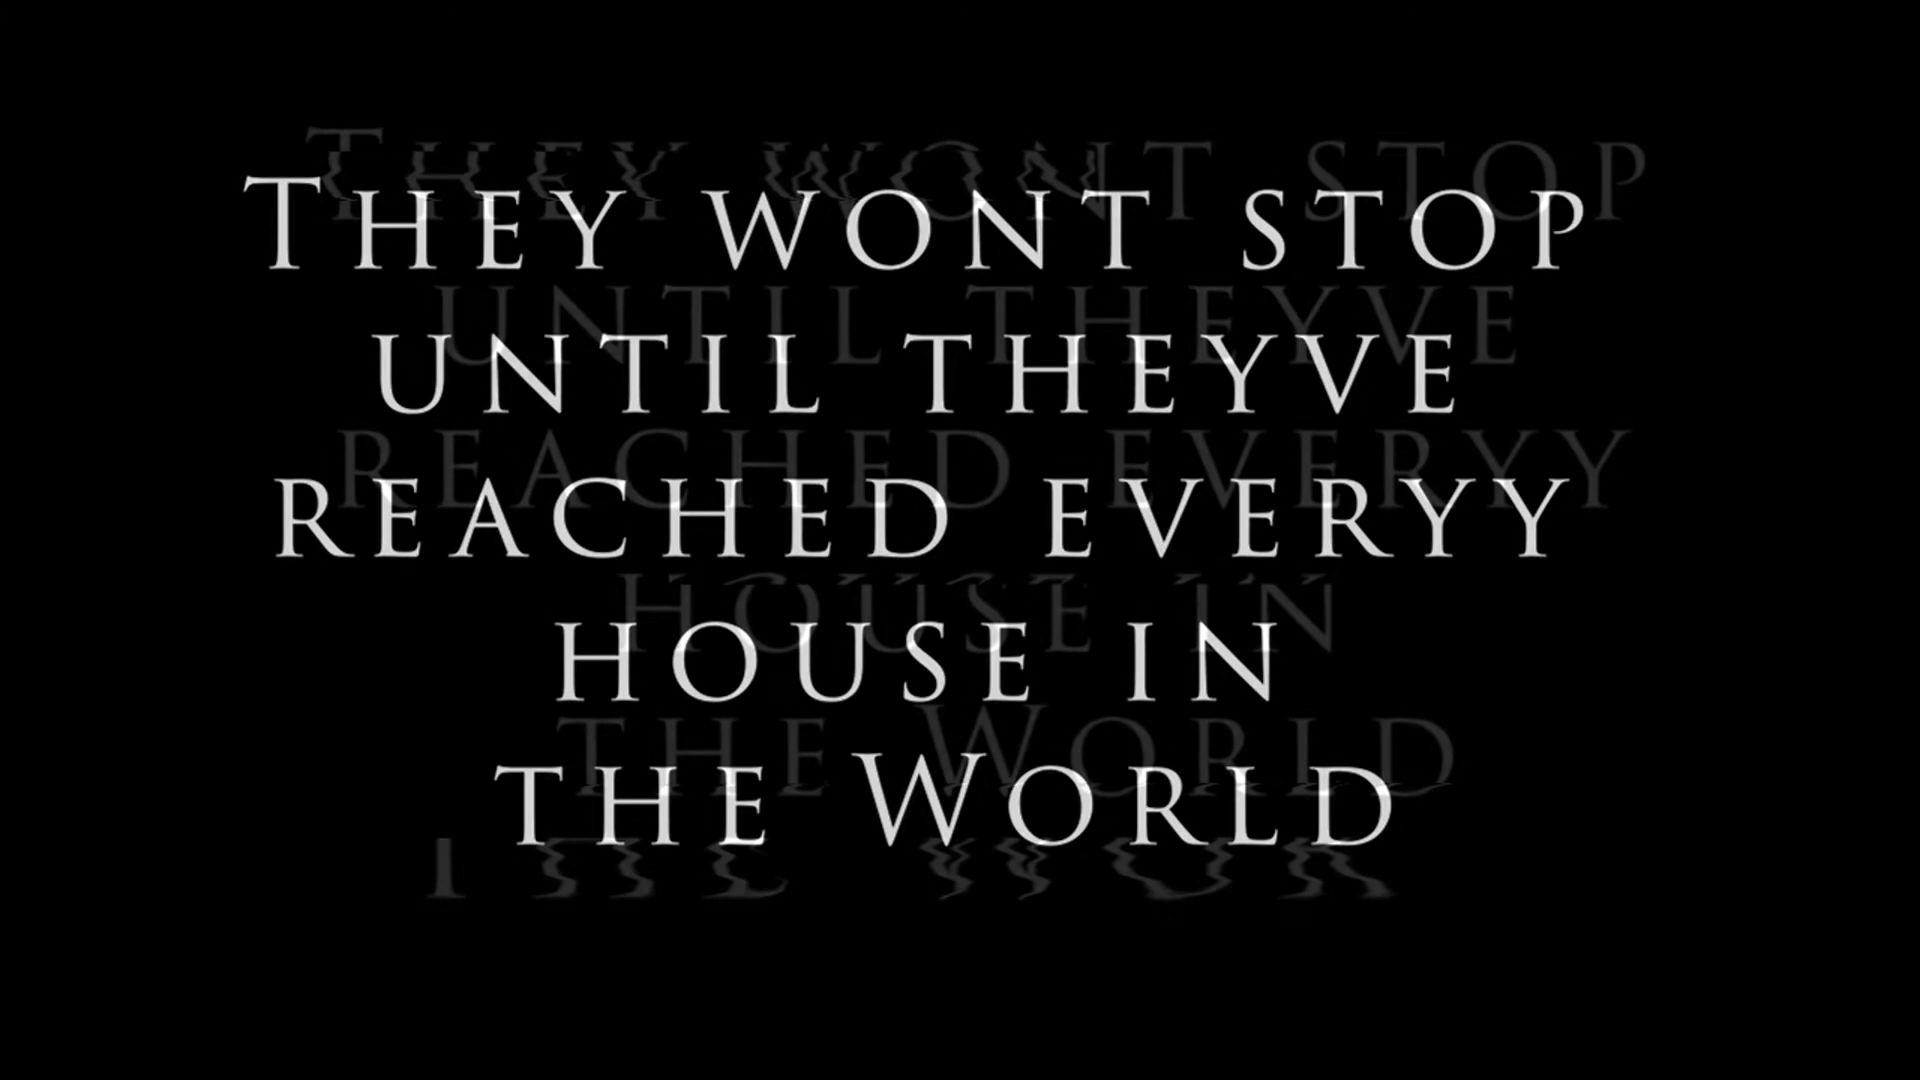 They wont stop
until theyve
reached everyy
house in
the World